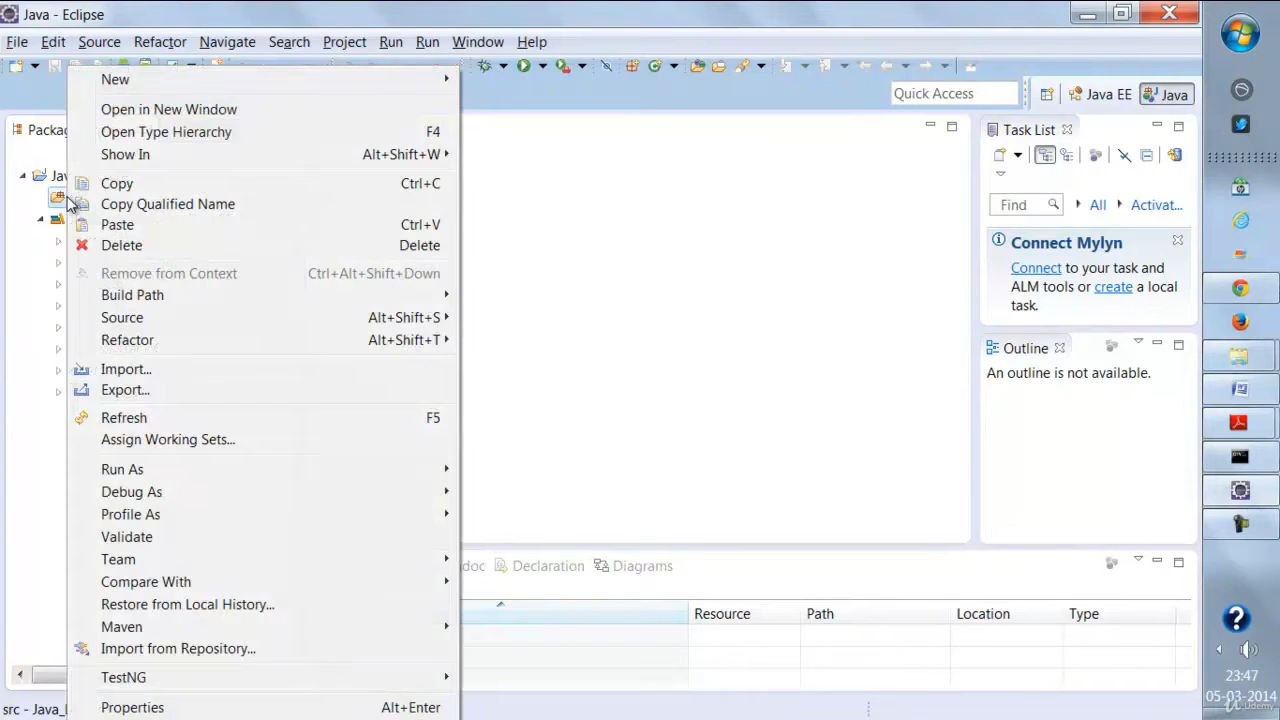 Java - Eclipse
File Edit Source Refactor Navigate Search Project Run Run Window Help
Quick Access
Java EE
Java
Task List
Find
All
Activat...
Connect Mylyn
Connect to your task and
ALM tools or create a local
task.
Outline
An outline is not available.
New
Open in New Window
Open Type Hierarchy F4
Show In Alt+Shift+W
Copy Ctrl+C
Copy Qualified Name
Paste Ctrl+V
Delete Delete
Remove from Context Ctrl+Alt+Shift+Down
Build Path
Source Alt+Shift+S
Refactor Alt+Shift+T
Import...
Export...
Refresh F5
Assign Working Sets...
Run As
Debug As
Profile As
Validate
Team
Compare With
Restore from Local History...
Maven
Import from Repository...
TestNG
Properties Alt+Enter
Declaration
Diagrams
Resource Path Location Type
23:47
05-03-2014
Udemy